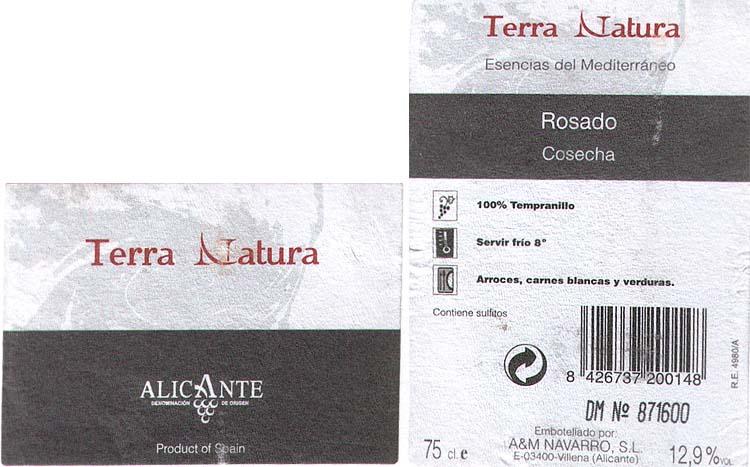 Terra Natura
ALICANTE
DENOMINACIÓN DE ORIGEN
Product of Spain
Terra Natura
Esencias del Mediterráneo
Rosado
Cosecha
100% Tempranillo
Servir frío 8°
Arroces, carnes blancas y verduras.
Contiene sulfitos
8 426737 200148
R.E. 4980/A
DM Nº 871600
Embotellado por:
75 cl. e A&M NAVARRO, S.L. 12,9% VOL
E-03400-Villena (Alicante)